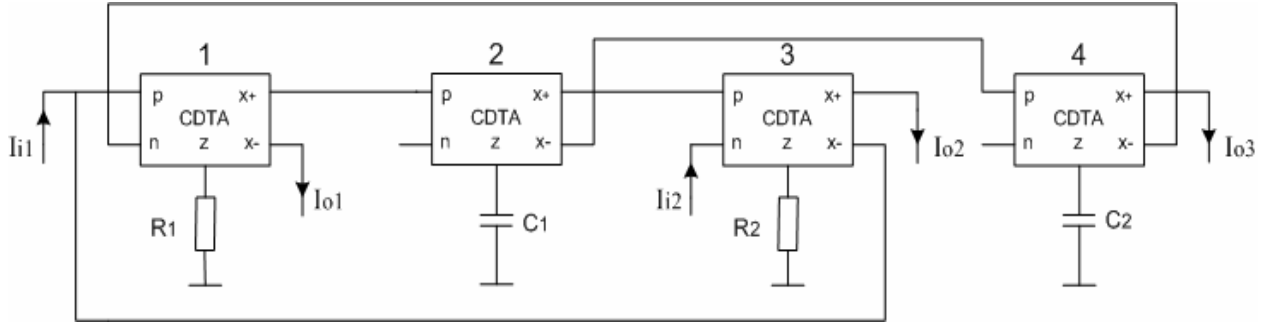 1 2 3 4
p x+ p x+ p x+ p x+
CDTA CDTA CDTA CDTA
n z x- n z x- n z x- n z x-
Ii1 Io1 Ii2 Io2 Io3
R1 C1 R2 C2